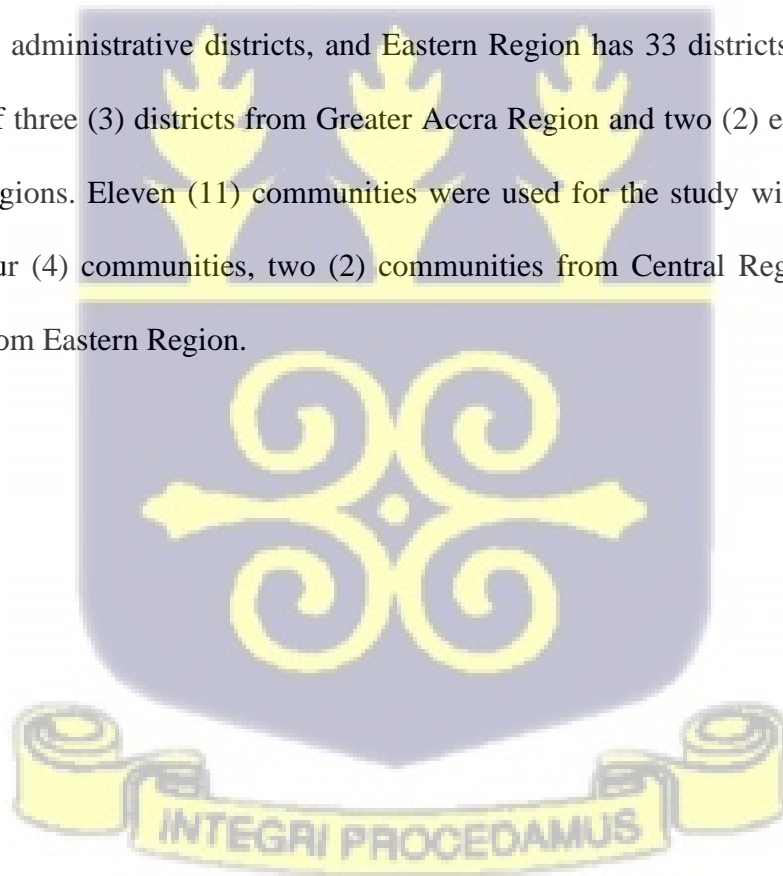 administrative districts, and Eastern Region has 33 districts
three (3) districts from Greater Accra Region and two (2)
gions. Eleven (11) communities were used for the study
ur (4) communities, two (2) communities from Central Reg
om Eastern Region.
INTEGRI PROCEDAMUS